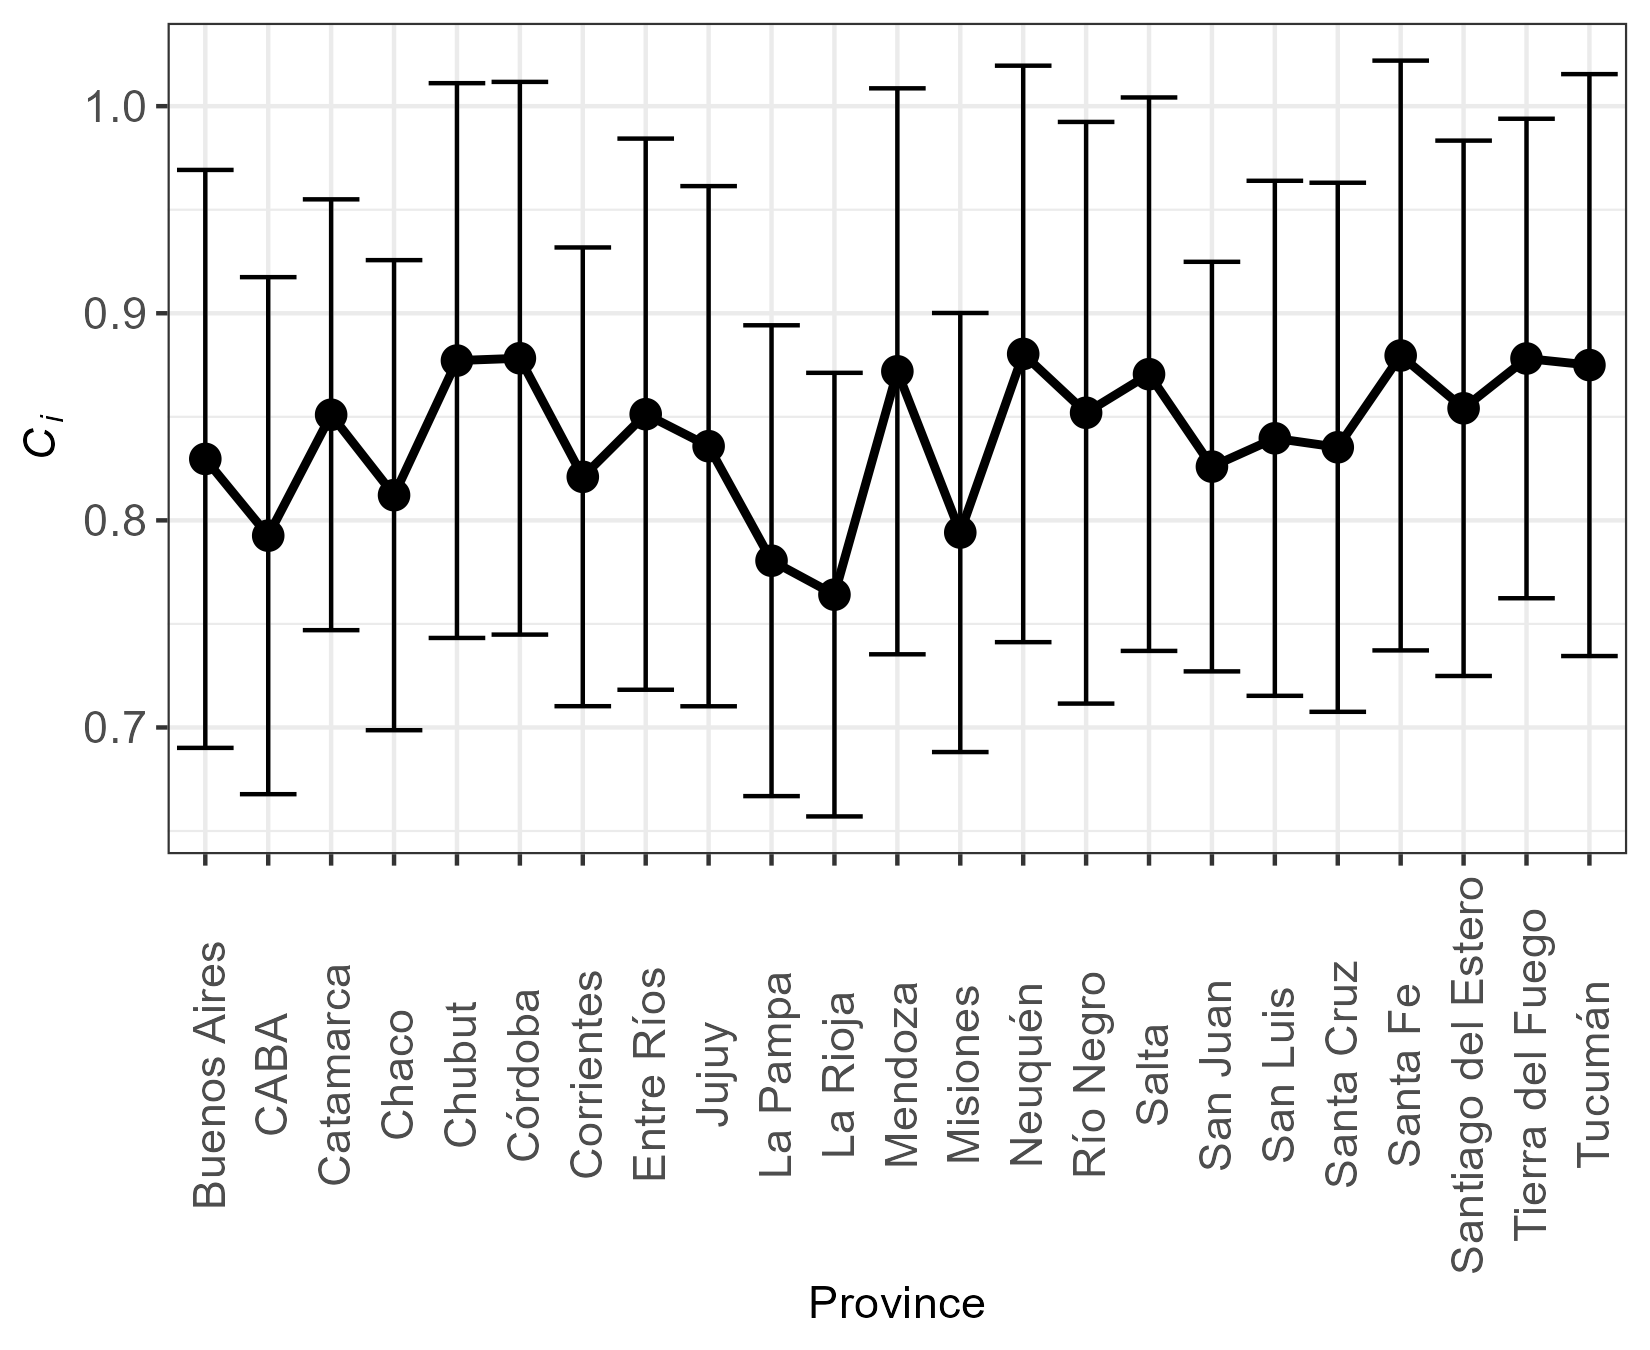 1.0
0.9
0.8
0.7
C i
Buenos Aires
CABA
Catamarca
Chaco
Chubut
Córdoba
Corrientes
Entre Ríos
Jujuy
La Pampa
La Rioja
Mendoza
Misiones
Neuquén
Río Negro
Salta
San Juan
San Luis
Santa Cruz
Santa Fe
Santiago del Estero
Tierra del Fuego
Tucumán
Province